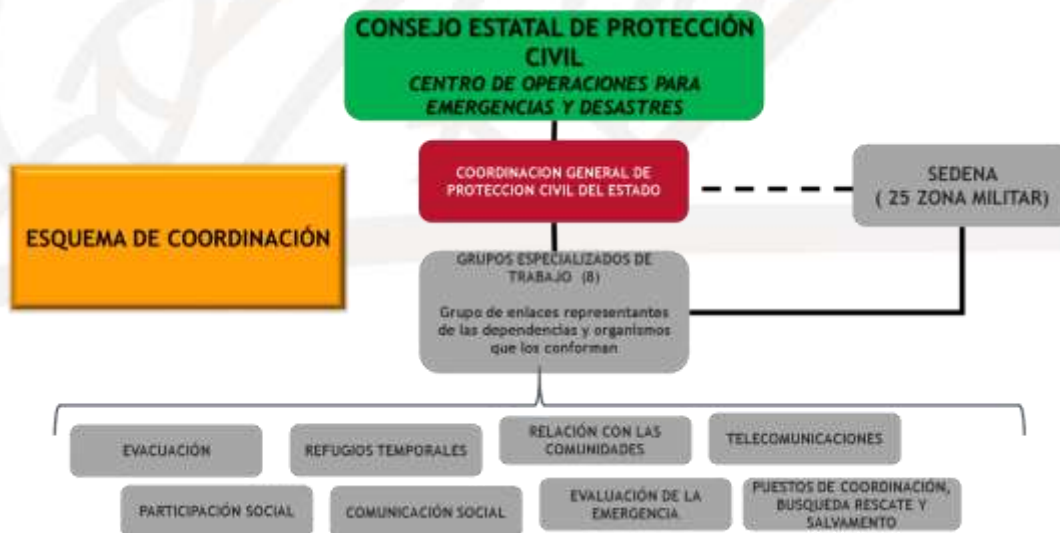 CONSEJO ESTATAL DE PROTECCIÓN
CIVIL
CENTRO DE OPERACIONES PARA
EMERGENCIAS Y DESASTRES
COORDINACION GENERAL DE
PROTECCION CIVIL DEL ESTADO
SEDENA
( 25 ZONA MILITAR)
ESQUEMA DE COORDINACIÓN
GRUPOS ESPECIALIZADOS DE
TRABAJO (8)
Grupo de enlaces representantes
de las dependencias y organismos
que los conforman
EVACUACIÓN
REFUGIOS TEMPORALES
RELACIÓN CON LAS
COMUNIDADES
TELECOMUNICACIONES
PARTICIPACIÓN SOCIAL
COMUNICACIÓN SOCIAL
EVALUACIÓN DE LA
EMERGENCIA
PUESTOS DE COORDINACIÓN,
BUSQUEDA RESCATE Y
SALVAMENTO